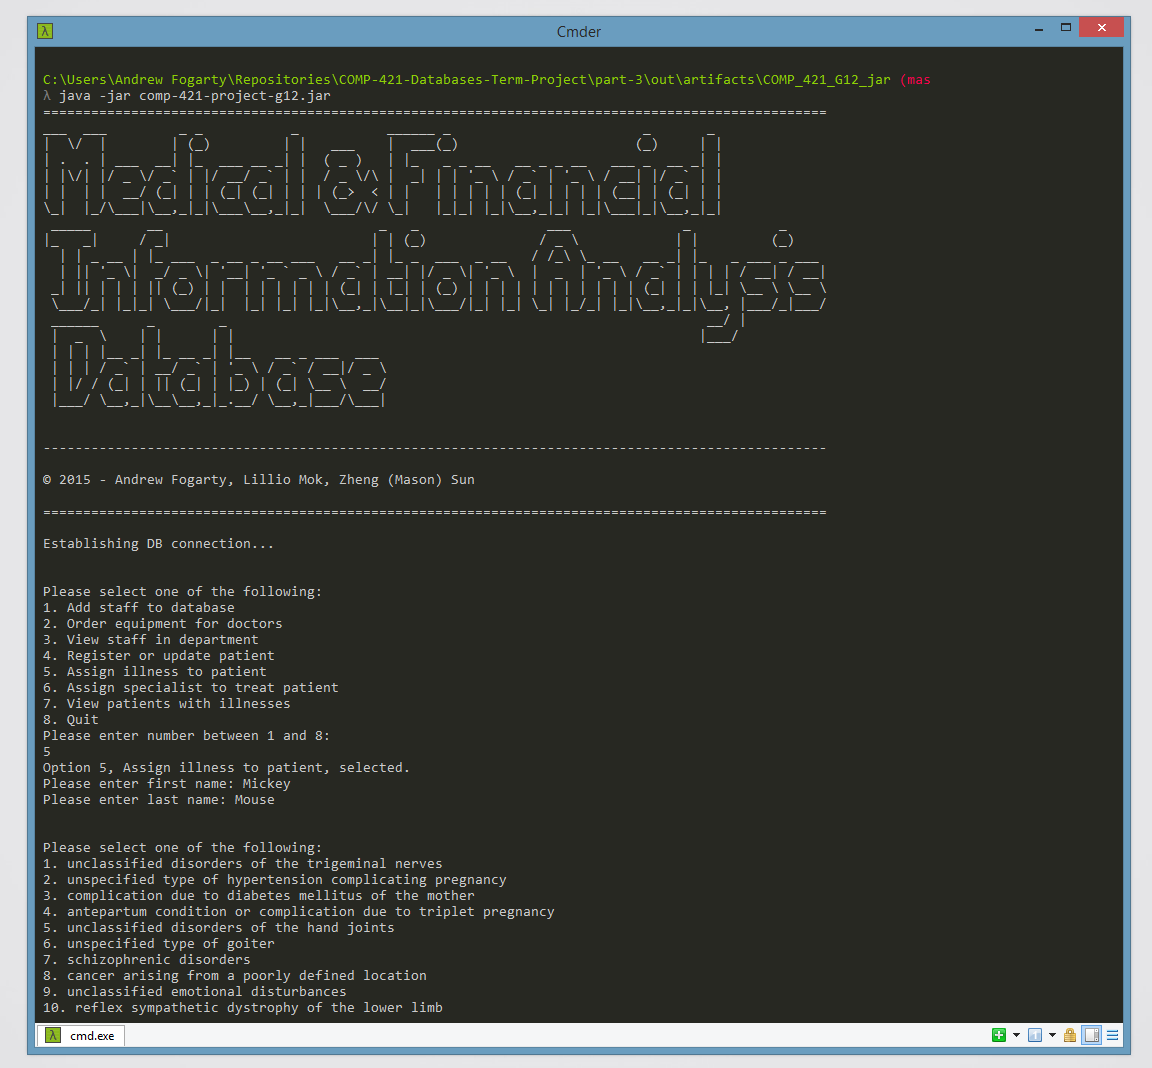 Cmder
C:\Users\Andrew Fogarty\Repositories\COMP-421-Databases-Term-Project\part-3\out\artifacts\COMP_421_G12_jar (mas
λ java -jar comp-421-project-g12.jar
Medical & Financial
Information Analysis
Database
© 2015 - Andrew Fogarty, Lillio Mok, Zheng (Mason) Sun
Establishing DB connection...
Please select one of the following:
1. Add staff to database
2. Order equipment for doctors
3. View staff in department
4. Register or update patient
5. Assign illness to patient
6. Assign specialist to treat patient
7. View patients with illnesses
8. Quit
Please enter number between 1 and 8:
5
Option 5, Assign illness to patient, selected.
Please enter first name: Mickey
Please enter last name: Mouse
Please select one of the following:
1. unclassified disorders of the trigeminal nerves
2. unspecified type of hypertension complicating pregnancy
3. complication due to diabetes mellitus of the mother
4. antepartum condition or complication due to triplet pregnancy
5. unclassified disorders of the hand joints
6. unspecified type of goiter
7. schizophrenic disorders
8. cancer arising from a poorly defined location
9. unclassified emotional disturbances
10. reflex sympathetic dystrophy of the lower limb
λ cmd.exe